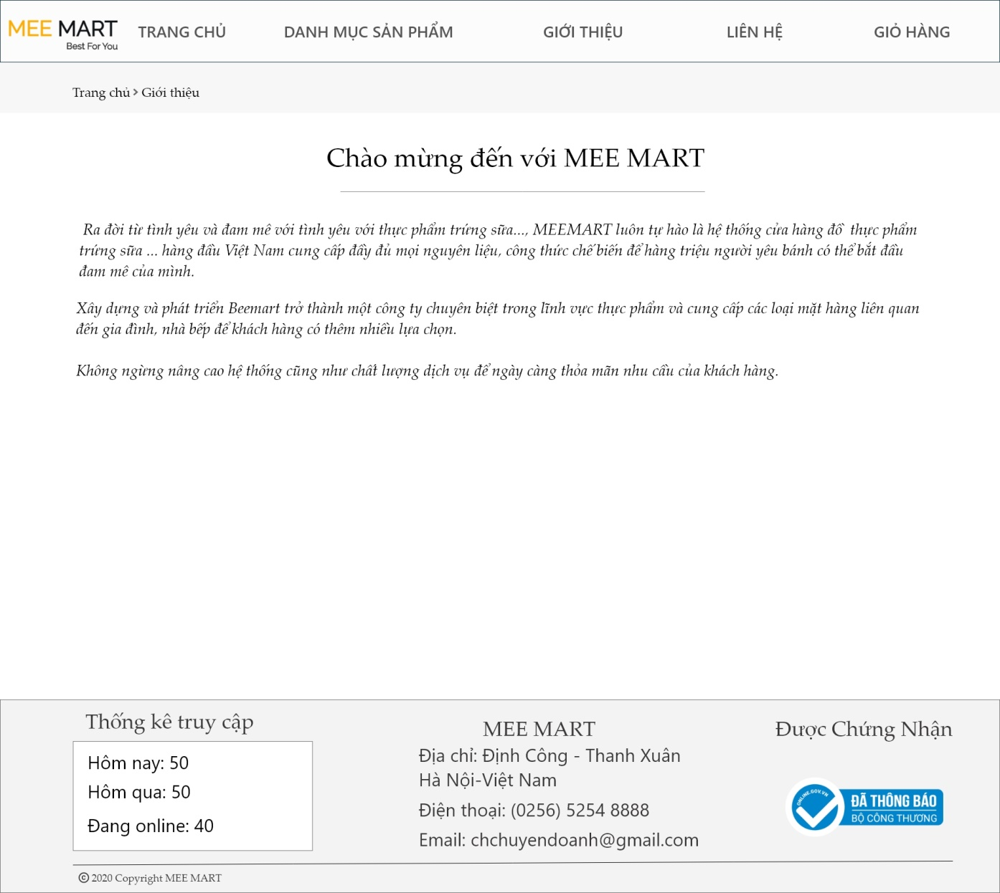 MEE MART
Best For You
TRANG CHỦ
DANH MỤC SẢN PHẨM
GIỚI THIỆU
LIÊN HỆ
GIỎ HÀNG
Trang chủ > Giới thiệu
Chào mừng đến với MEE MART
Ra đời từ tình yêu và đam mê với tình yêu với thực phẩm trứng sữa..., MEEMART luôn tự hào là hệ thống cửa hàng đồ thực phẩm
trứng sữa ... hàng đầu Việt Nam cung cấp đầy đủ mọi nguyên liệu, công thức chế biến để hàng triệu người yêu bánh có thể bắt đầu
đam mê của mình.
Xây dựng và phát triển Beemart trở thành một công ty chuyên biệt trong lĩnh vực thực phẩm và cung cấp các loại mặt hàng liên quan
đến gia đình, nhà bếp để khách hàng có thêm nhiều lựa chọn.
Không ngừng nâng cao hệ thống cũng như chất lượng dịch vụ để ngày càng thỏa mãn nhu cầu của khách hàng.
Thống kê truy cập
Hôm nay: 50
Hôm qua: 50
Đang online: 40
MEE MART
Địa chỉ: Định Công - Thanh Xuân
Hà Nội-Việt Nam
Điện thoại: (0256) 5254 8888
Email: chchuyendoanh@gmail.com
Được Chứng Nhận
ONLINE.GOV.VN
ĐÃ THÔNG BÁO
BỘ CÔNG THƯƠNG
© 2020 Copyright MEE MART